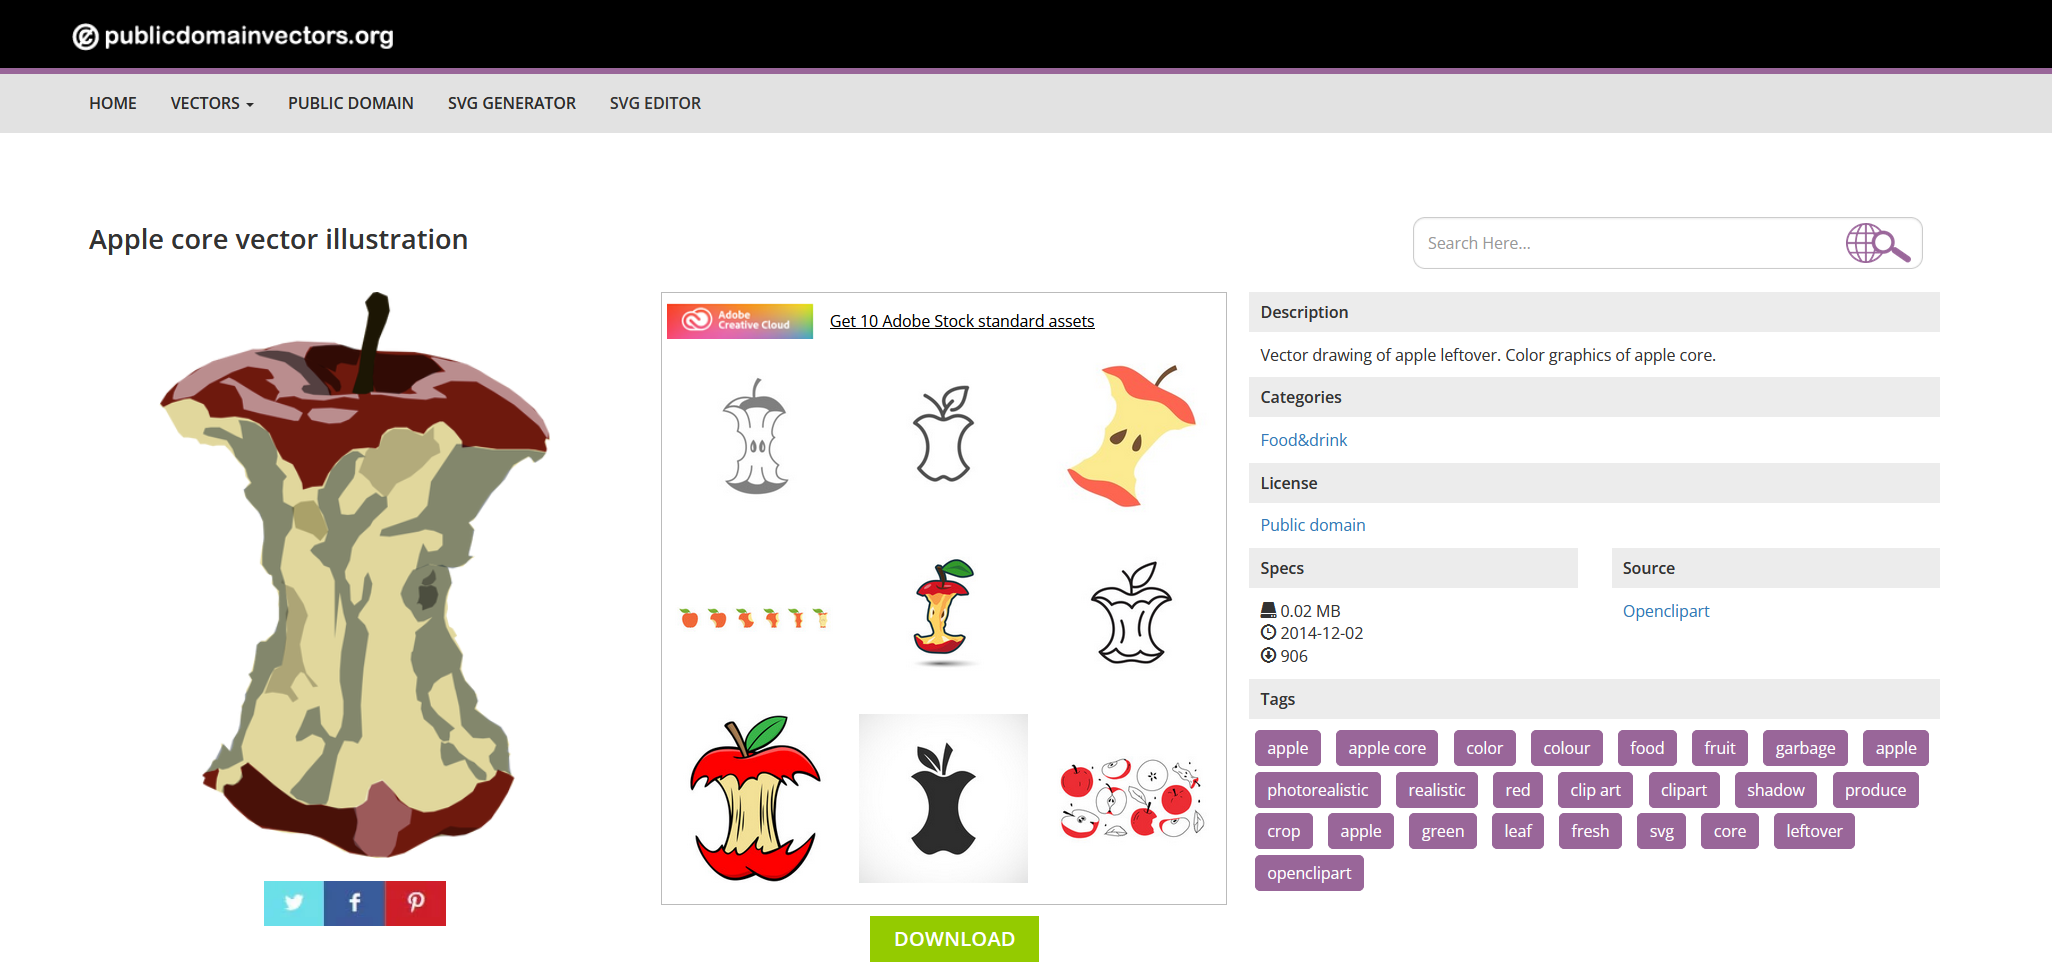 publicdomainvectors.org
HOME VECTORS PUBLIC DOMAIN SVG GENERATOR SVG EDITOR
Apple core vector illustration
Search Here...
Adobe
Creative Cloud
Get 10 Adobe Stock standard assets
DOWNLOAD
Description
Vector drawing of apple leftover. Color graphics of apple core.
Categories
Food&drink
License
Public domain
Specs
0.02 MB
2014-12-02
906
Source
Openclipart
Tags
apple apple core color colour food fruit garbage apple
photorealistic realistic red clip art clipart shadow produce
crop apple green leaf fresh svg core leftover
openclipart